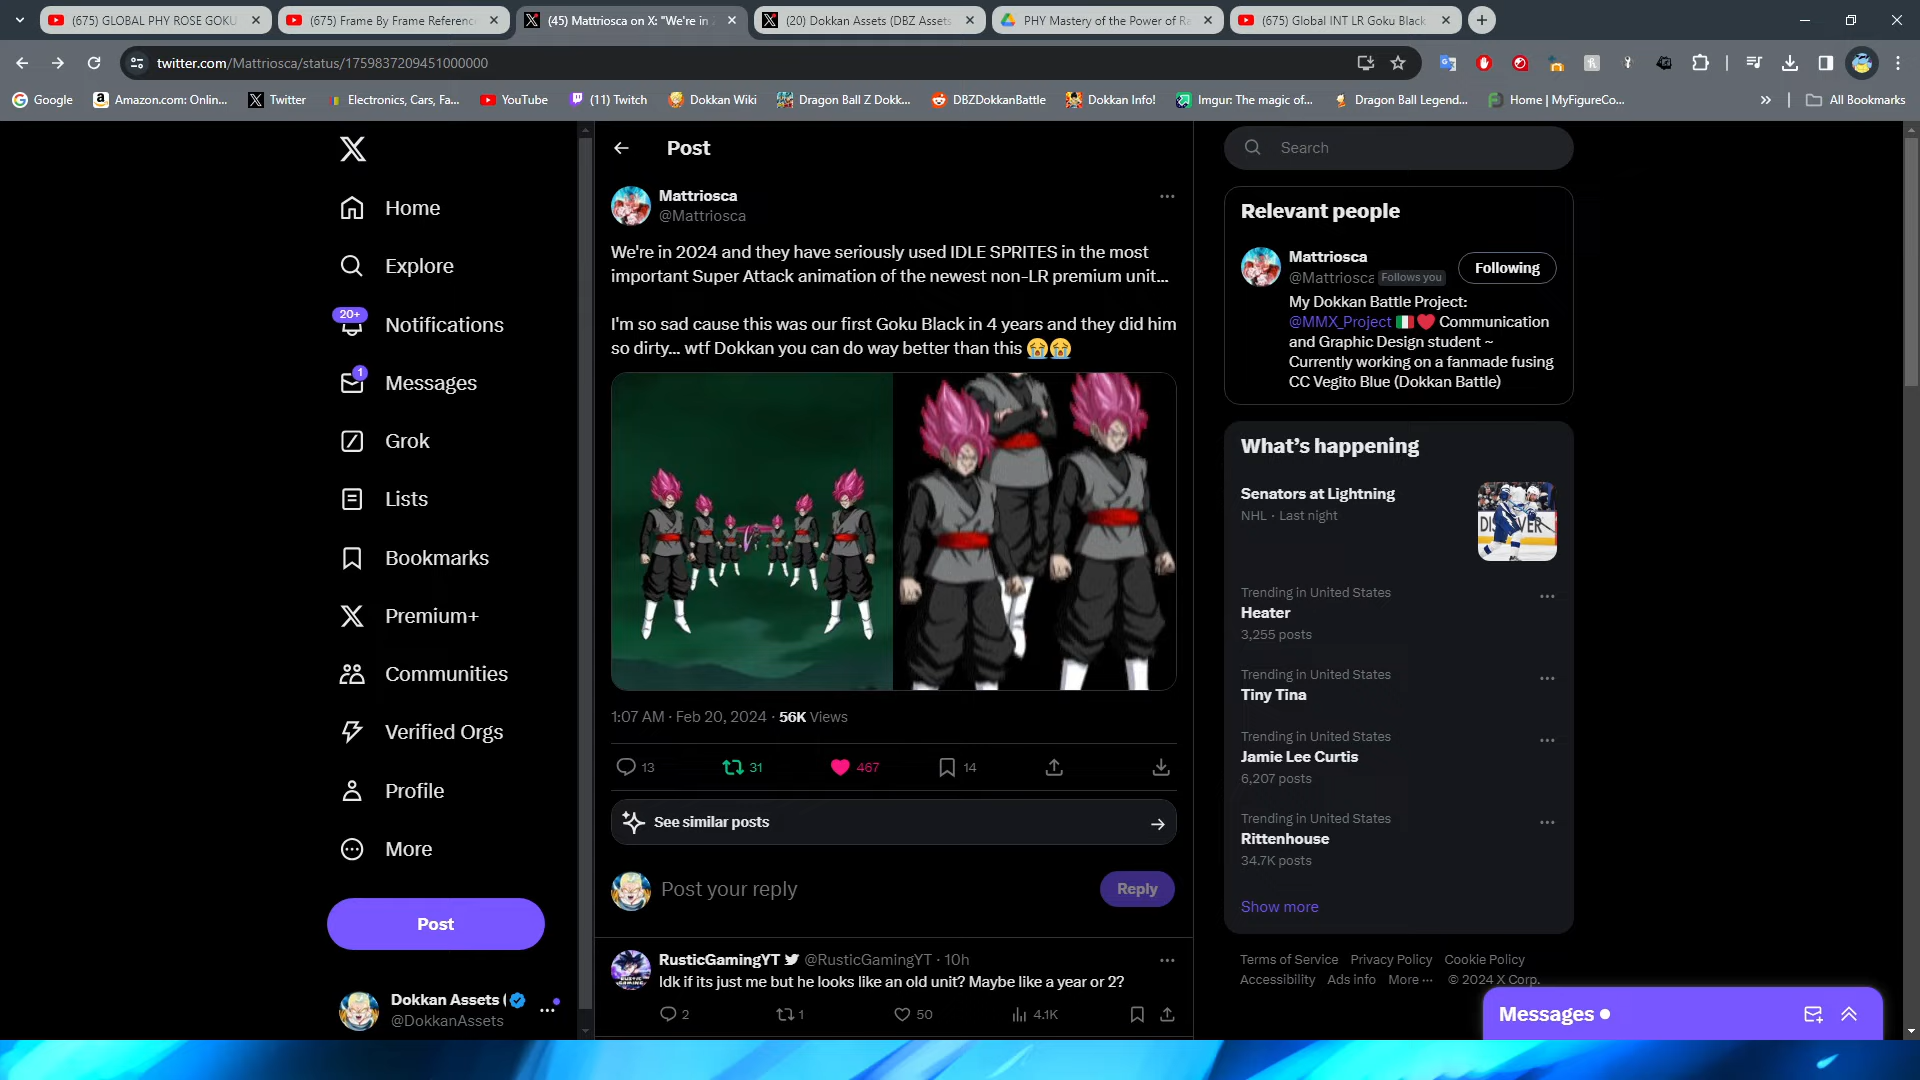 (675) GLOBAL PHY ROSE GOKU
(675) Frame By Frame Reference
(45) Mattriosca on X: "We're in
(20) Dokkan Assets (DBZ Assets
PHY Mastery of the Power of Ra
(675) Global INT LR Goku Black
twitter.com/Mattriosca/status/1759837209451000000
Google
Amazon.com: Onlin...
Twitter
Electronics, Cars, Fa...
YouTube
(11) Twitch
Dokkan Wiki
Dragon Ball Z Dokk...
DBZDokkanBattle
Dokkan Info!
Imgur: The magic of...
Dragon Ball Legend...
Home | MyFigureCo...
All Bookmarks
Home
Explore
20+
Notifications
1
Messages
Grok
Lists
Bookmarks
Premium+
Communities
Verified Orgs
Profile
More
Post
Dokkan Assets (
@DokkanAssets
Post
Mattriosca
@Mattriosca
We're in 2024 and they have seriously used IDLE SPRITES in the most
important Super Attack animation of the newest non-LR premium unit...
I'm so sad cause this was our first Goku Black in 4 years and they did him
so dirty... wtf Dokkan you can do way better than this 😭😭
1:07 AM · Feb 20, 2024 · 56K Views
13
31
467
14
See similar posts
Post your reply
Reply
RusticGamingYT @RusticGamingYT · 10h
Idk if its just me but he looks like an old unit? Maybe like a year or 2?
2
1
50
4.1K
Search
Relevant people
Mattriosca
@Mattriosca Follows you
Following
My Dokkan Battle Project:
@MMX_Project 🇮🇹❤️ Communication
and Graphic Design student ~
Currently working on a fanmade fusing
CC Vegito Blue (Dokkan Battle)
What's happening
Senators at Lightning
NHL · Last night
Trending in United States
Heater
3,255 posts
Trending in United States
Tiny Tina
Trending in United States
Jamie Lee Curtis
6,207 posts
Trending in United States
Rittenhouse
34.7K posts
Show more
Terms of Service Privacy Policy Cookie Policy
Accessibility Ads info More ··· © 2024 X Corp.
Messages